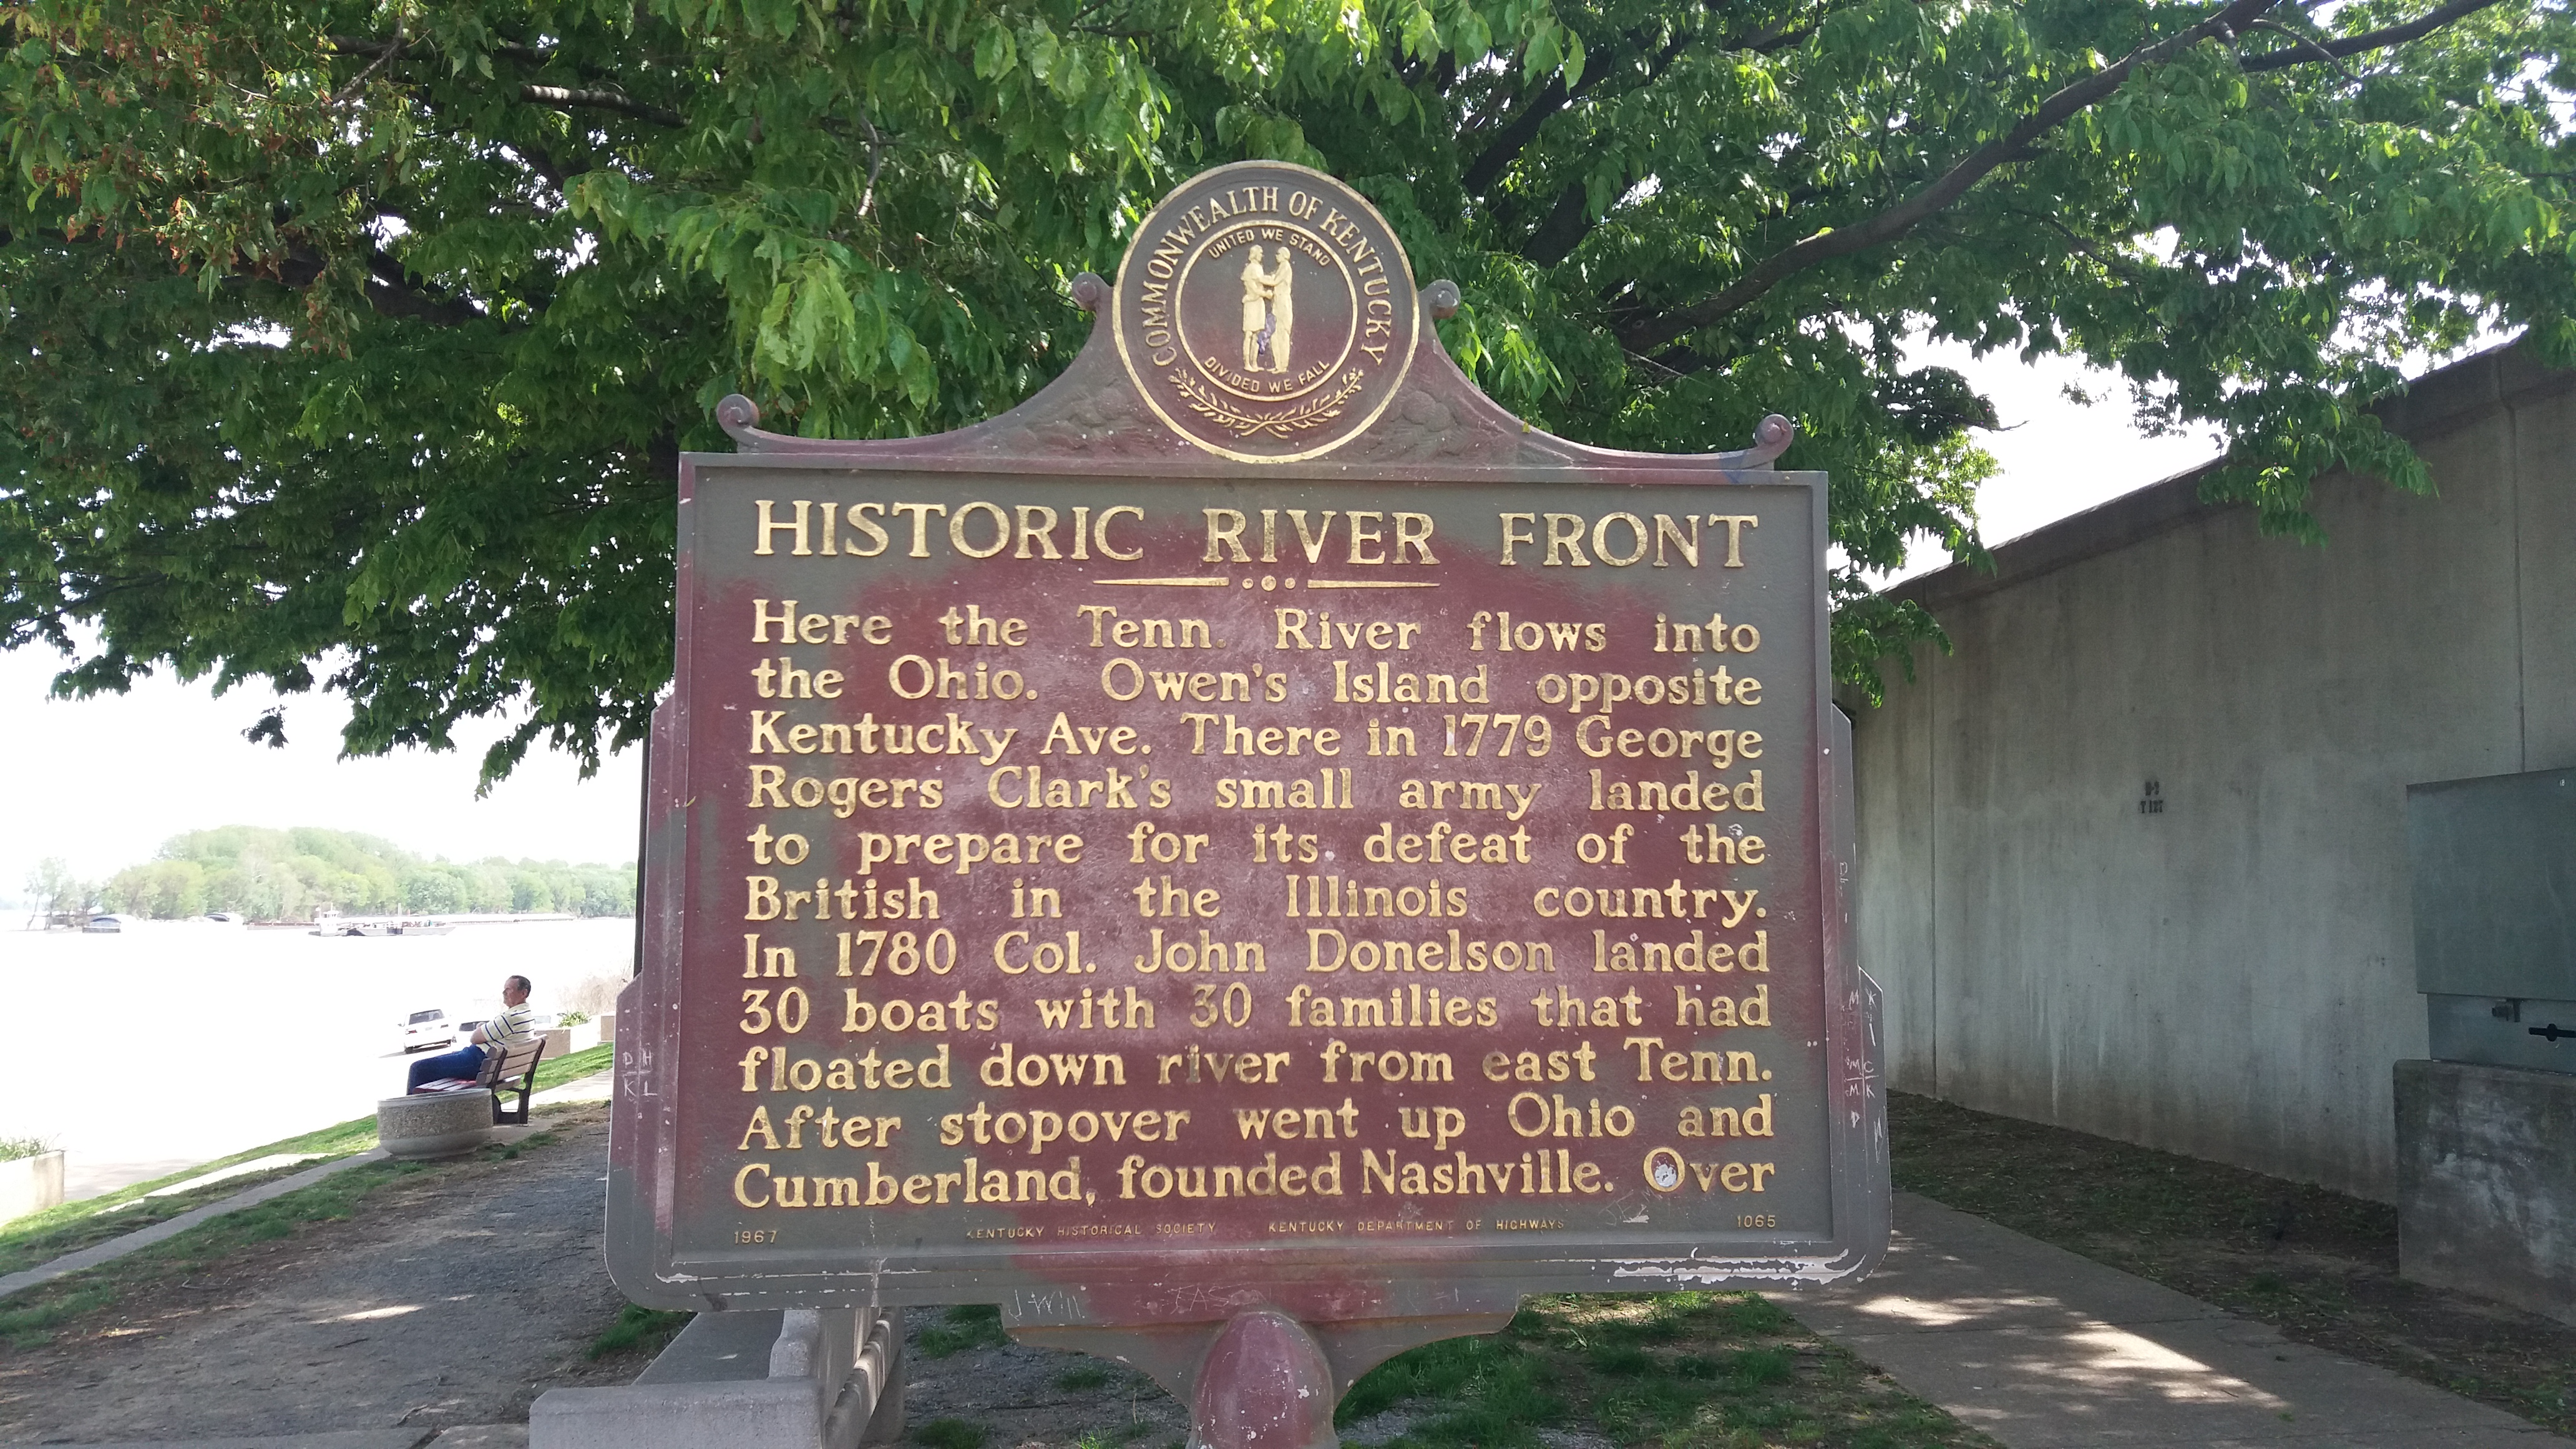 COMMONWEALTH OF KENTUCKY
UNITED WE STAND
DIVIDED WE FALL
HISTORIC RIVER FRONT
Here the Tenn. River flows into
the Ohio. Owen's Island opposite
Kentucky Ave. There in 1779 George
Rogers Clark's small army landed
to prepare for its defeat of the
British in the Illinois country.
In 1780 Col. John Donelson landed
30 boats with 30 families that had
floated down river from east Tenn.
After stopover went up Ohio and
Cumberland, founded Nashville. Over
1967 KENTUCKY HISTORICAL SOCIETY KENTUCKY DEPARTMENT OF HIGHWAYS 1065
D H
K L